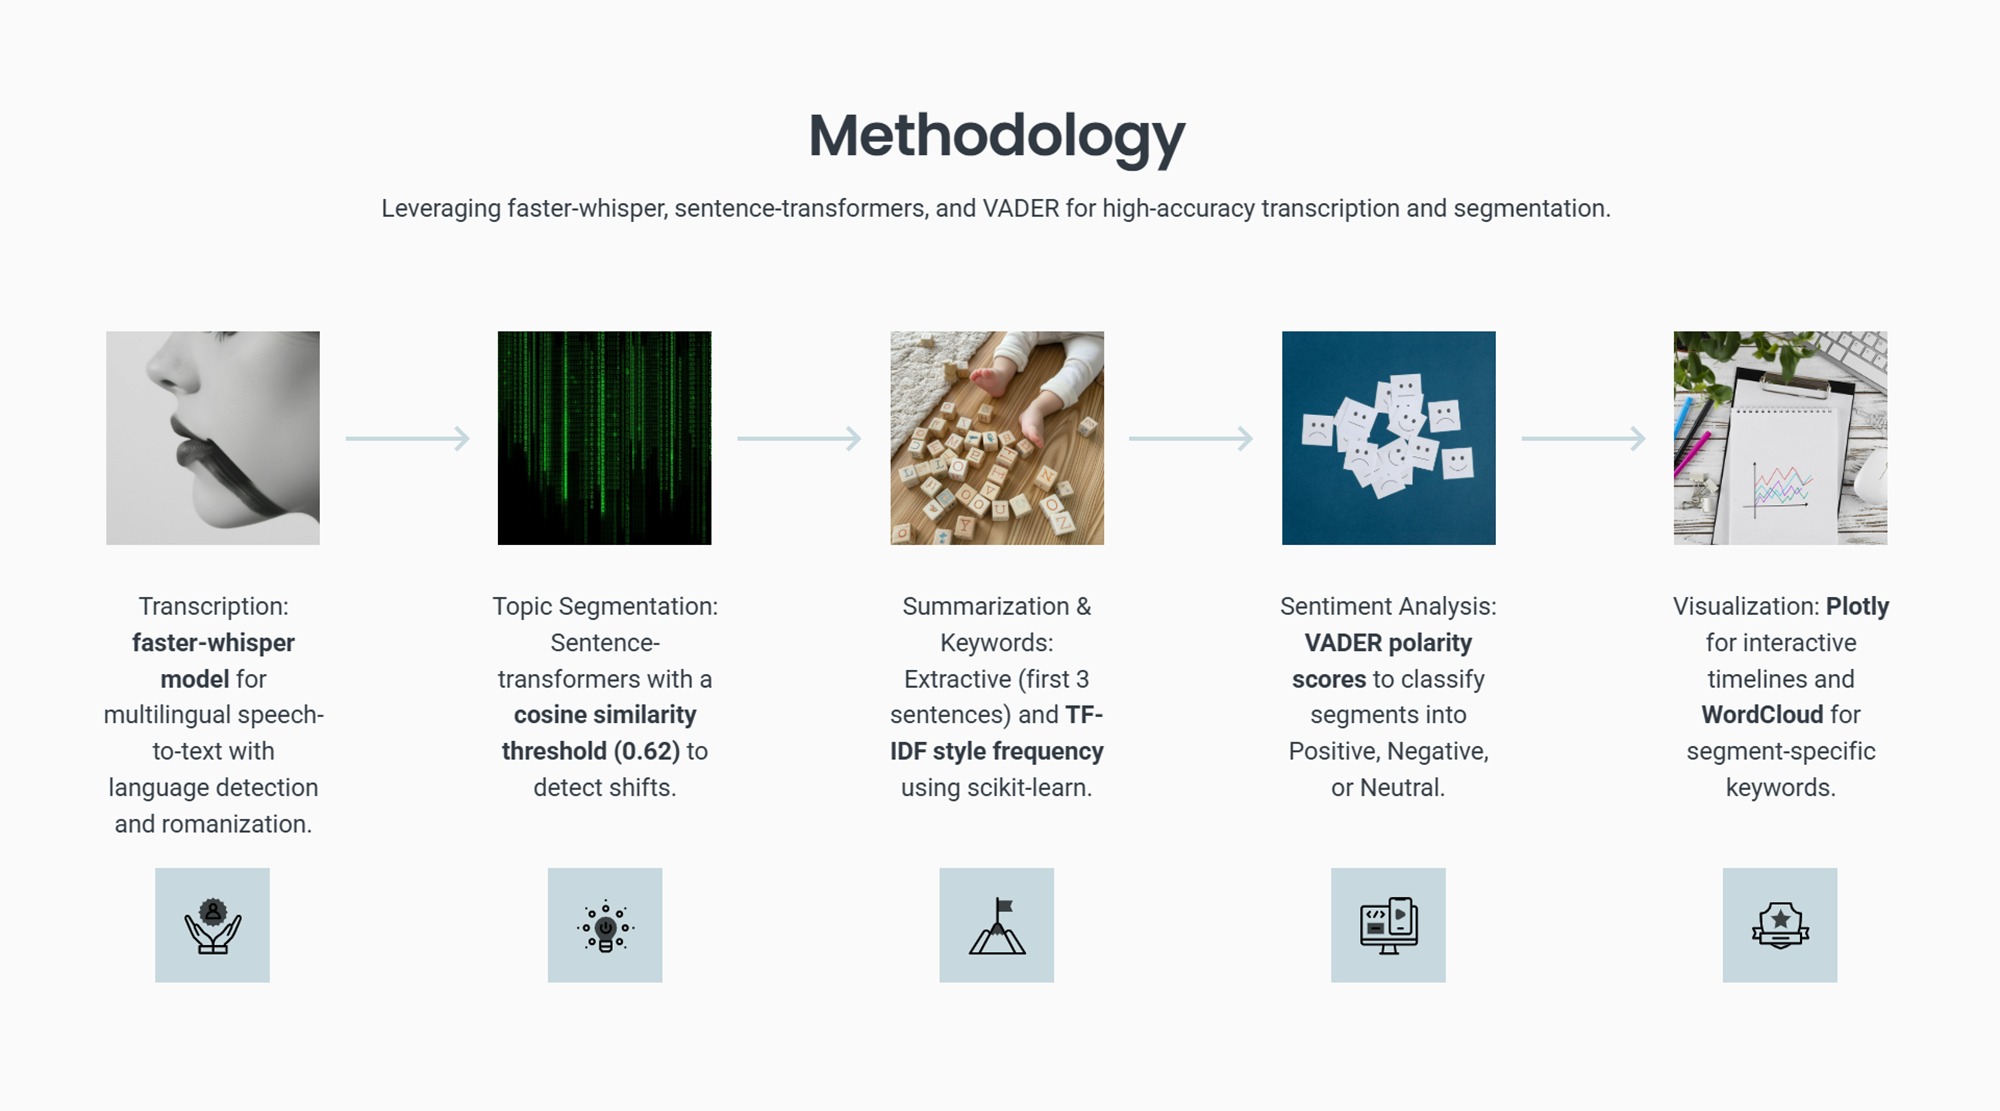 Methodology
Leveraging faster-whisper, sentence-transformers, and VADER for high-accuracy transcription and segmentation.
Transcription:
faster-whisper
model for
multilingual speech-
to-text with
language detection
and romanization.
Topic Segmentation:
Sentence-
transformers with a
cosine similarity
threshold (0.62) to
detect shifts.
Summarization &
Keywords:
Extractive (first 3
sentences) and TF-
IDF style frequency
using scikit-learn.
Sentiment Analysis:
VADER polarity
scores to classify
segments into
Positive, Negative,
or Neutral.
Visualization: Plotly
for interactive
timelines and
WordCloud for
segment-specific
keywords.